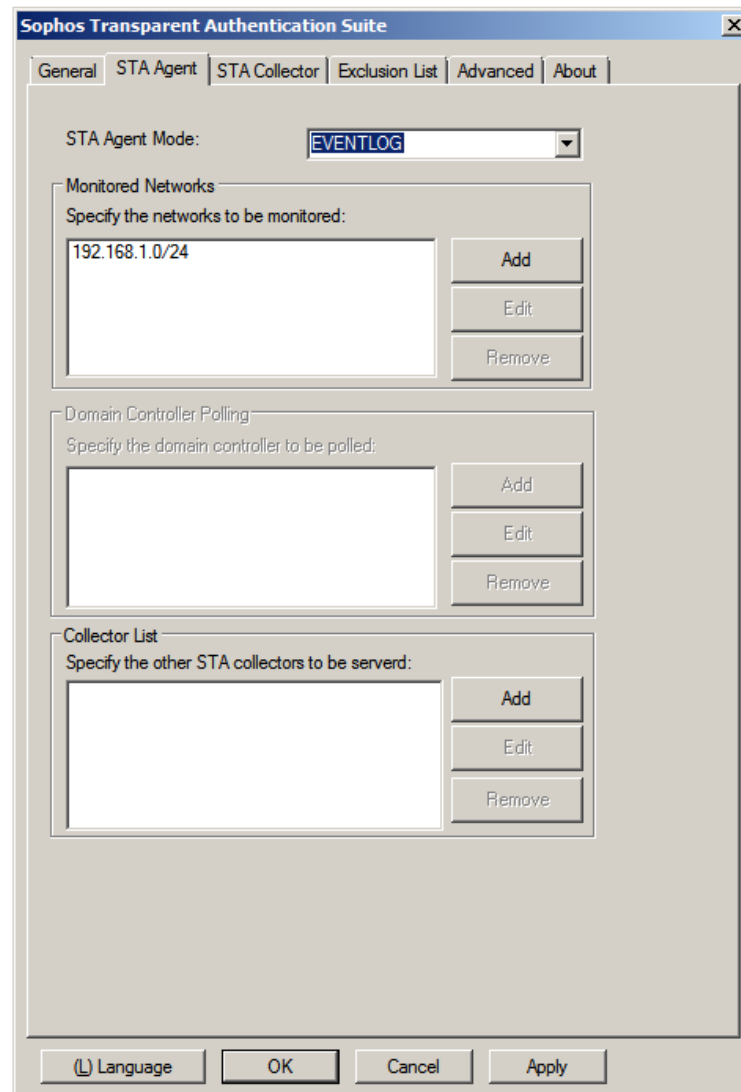 Sophos Transparent Authentication Suite
General STA Agent STA Collector Exclusion List Advanced About
STA Agent Mode: EVENTLOG
Monitored Networks
Specify the networks to be monitored:
192.168.1.0/24
Add
Edit
Remove
Domain Controller Polling
Specify the domain controller to be polled:
Add
Edit
Remove
Collector List
Specify the other STA collectors to be serverd:
Add
Edit
Remove
(L) Language OK Cancel Apply